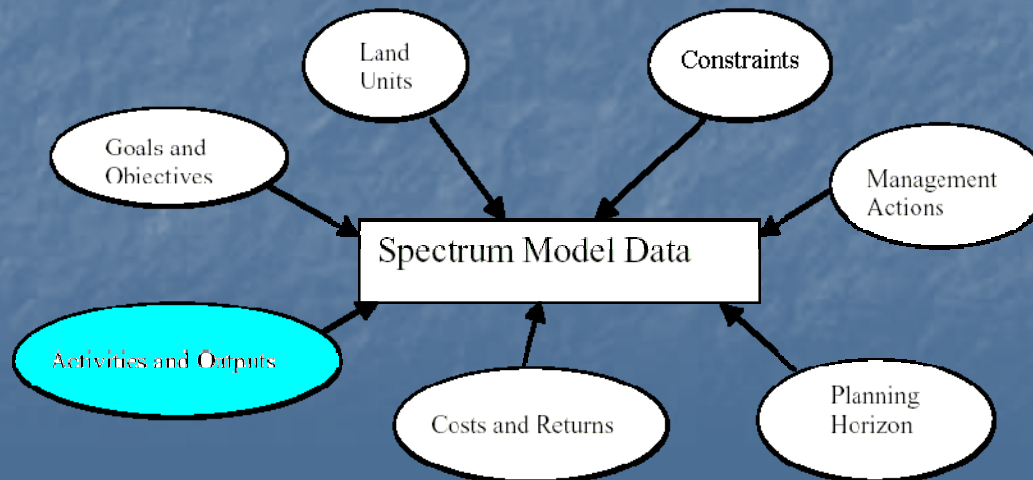 Land
Units
Constraints
Goals and
Objectives
Management
Actions
Spectrum Model Data
Activities and Outputs
Costs and Returns
Planning
Horizon